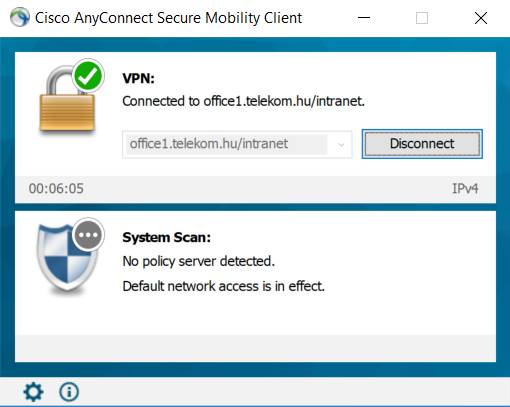 Cisco AnyConnect Secure Mobility Client
VPN:
Connected to office1.telekom.hu/intranet.
office1.telekom.hu/intranet
Disconnect
00:06:05
IPv4
System Scan:
No policy server detected.
Default network access is in effect.